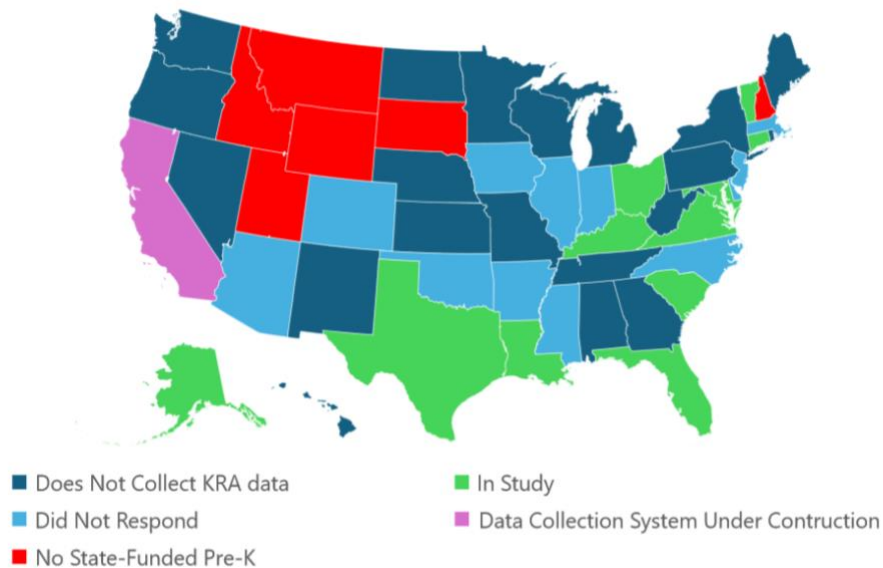 Does Not Collect KRA data
In Study
Did Not Respond
Data Collection System Under Contruction
No State-Funded Pre-K